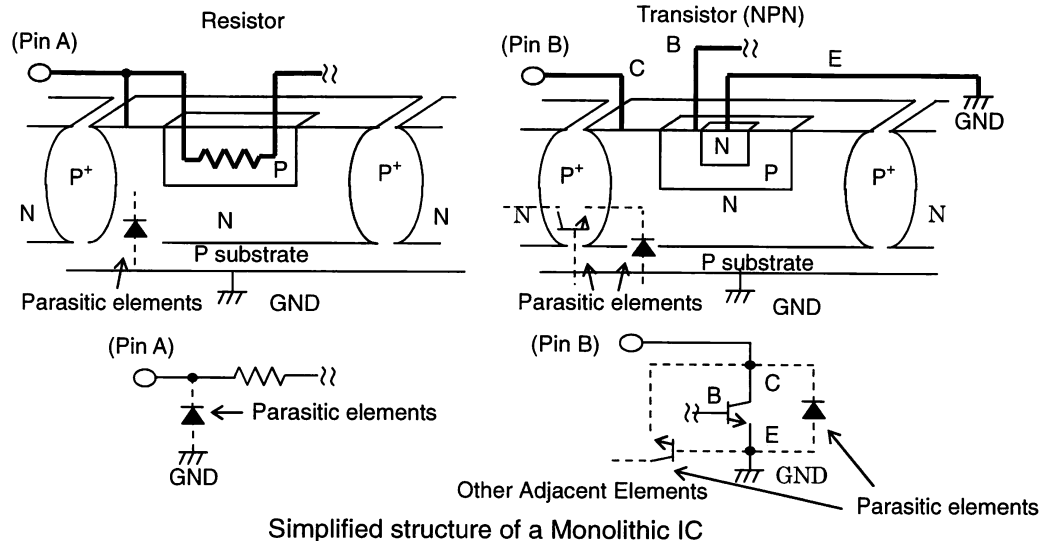 Resistor
(Pin A)
P+
P
P+
N
N
N
P substrate
Parasitic elements
GND
Transistor (NPN)
(Pin B)
C
B
E
GND
N
P+
P
P+
N
N
N
P substrate
Parasitic elements
GND
(Pin A)
Parasitic elements
GND
(Pin B)
C
B
E
GND
Other Adjacent Elements
Parasitic elements
Simplified structure of a Monolithic IC